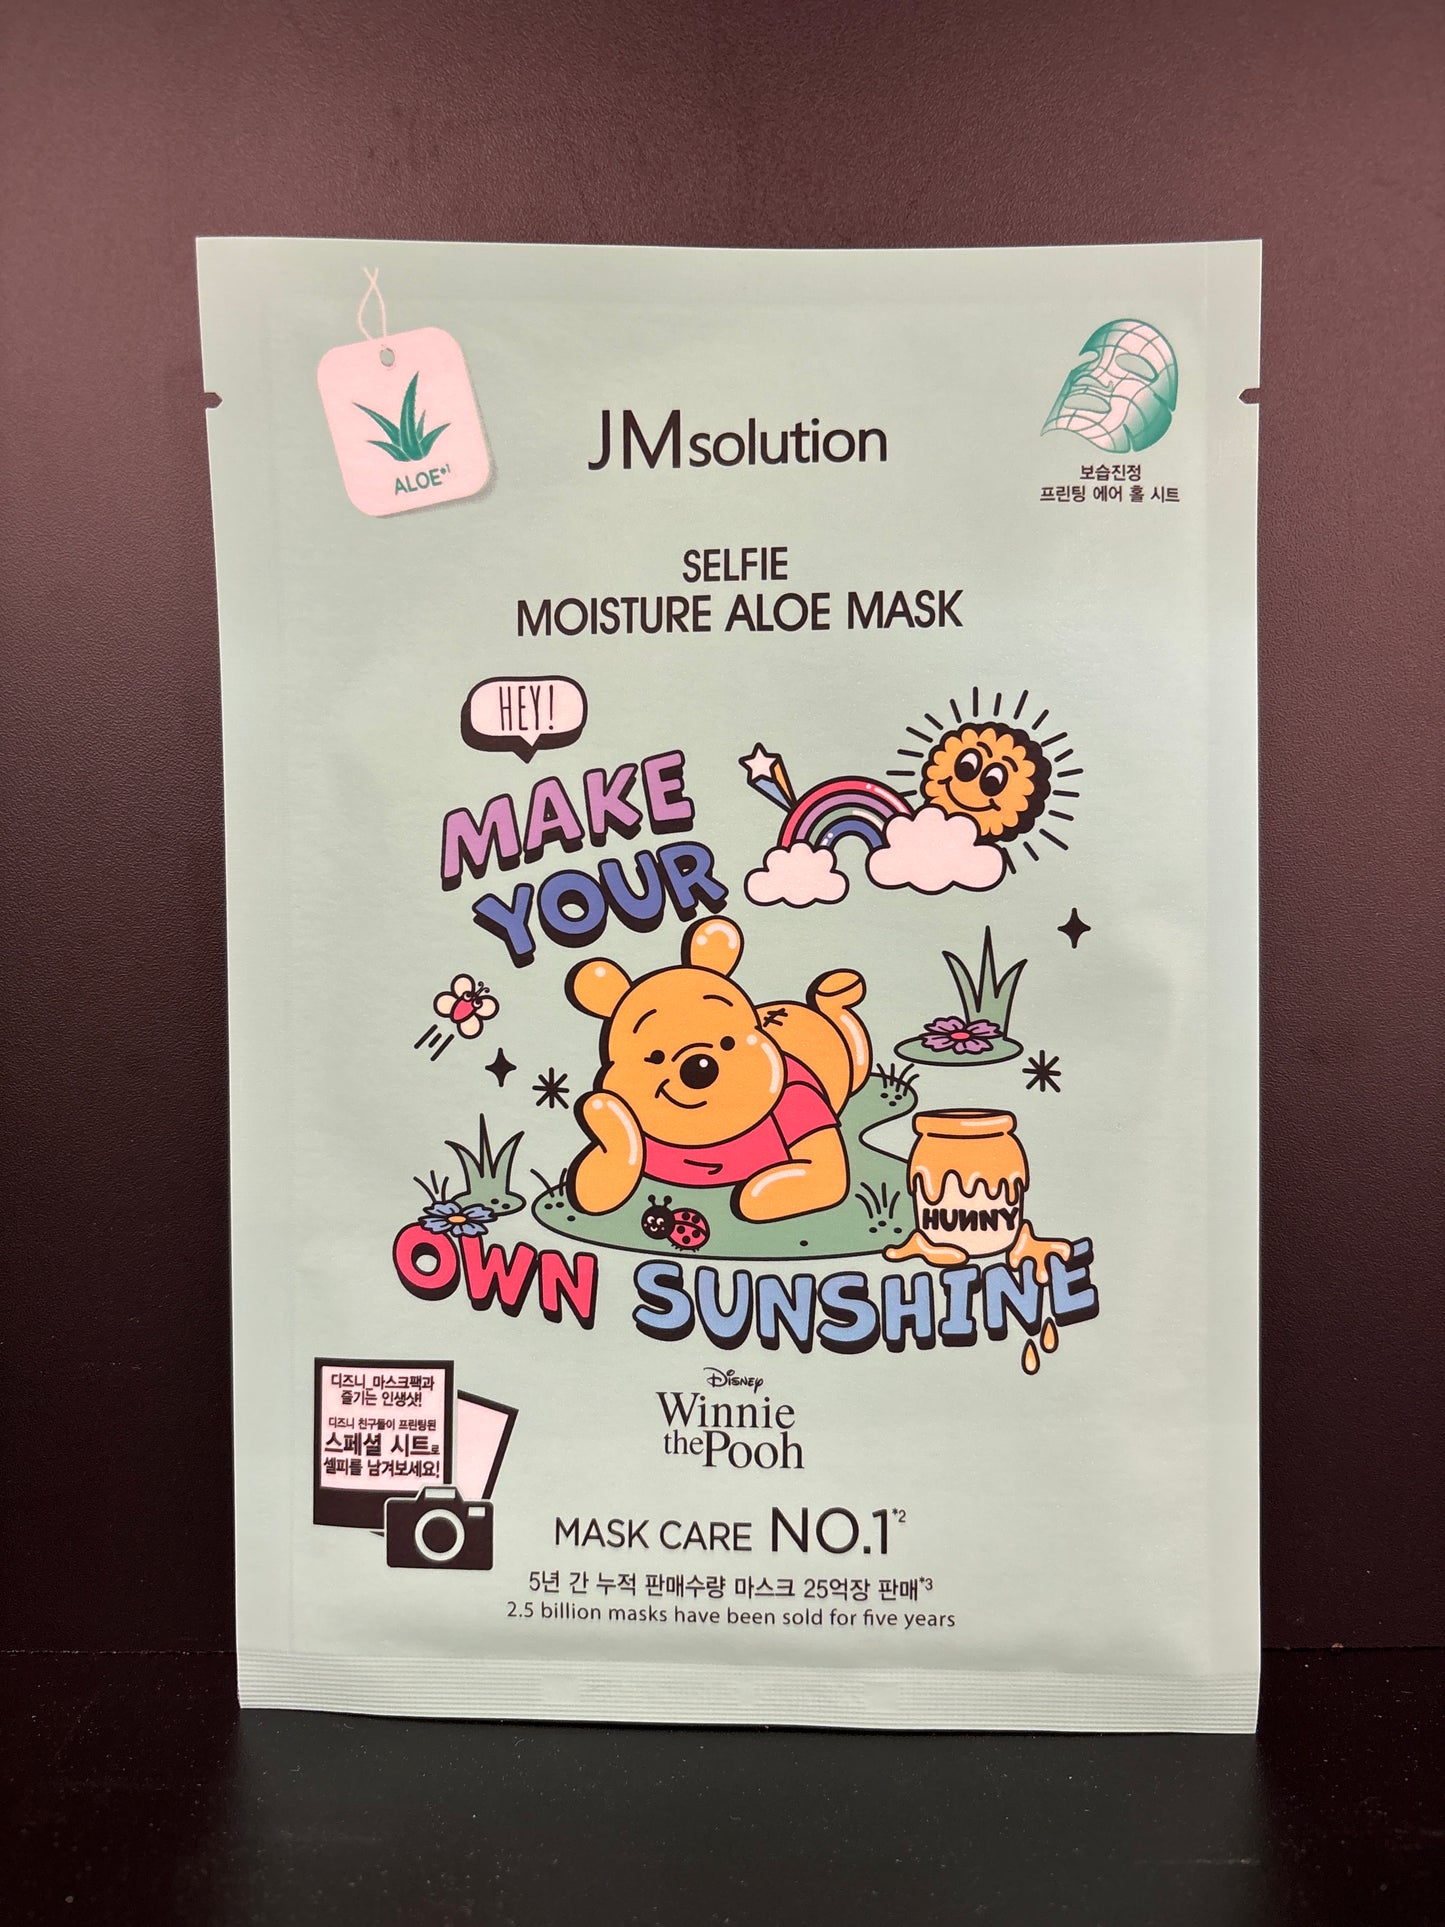 ALOE*1
JMsolution
보습진정
프린팅 에어 홀 시트
SELFIE
MOISTURE ALOE MASK
HEY!
MAKE
YOUR
HUNNY
OWN SUNSHINE
디즈니_마스크팩과
즐기는 인생샷!
디즈니 친구들이 프린팅된
스페셜 시트로
셀피를 남겨보세요!
Disney
Winnie
the Pooh
MASK CARE NO.1*2
5년 간 누적 판매수량 마스크 25억장 판매*3
2.5 billion masks have been sold for five years